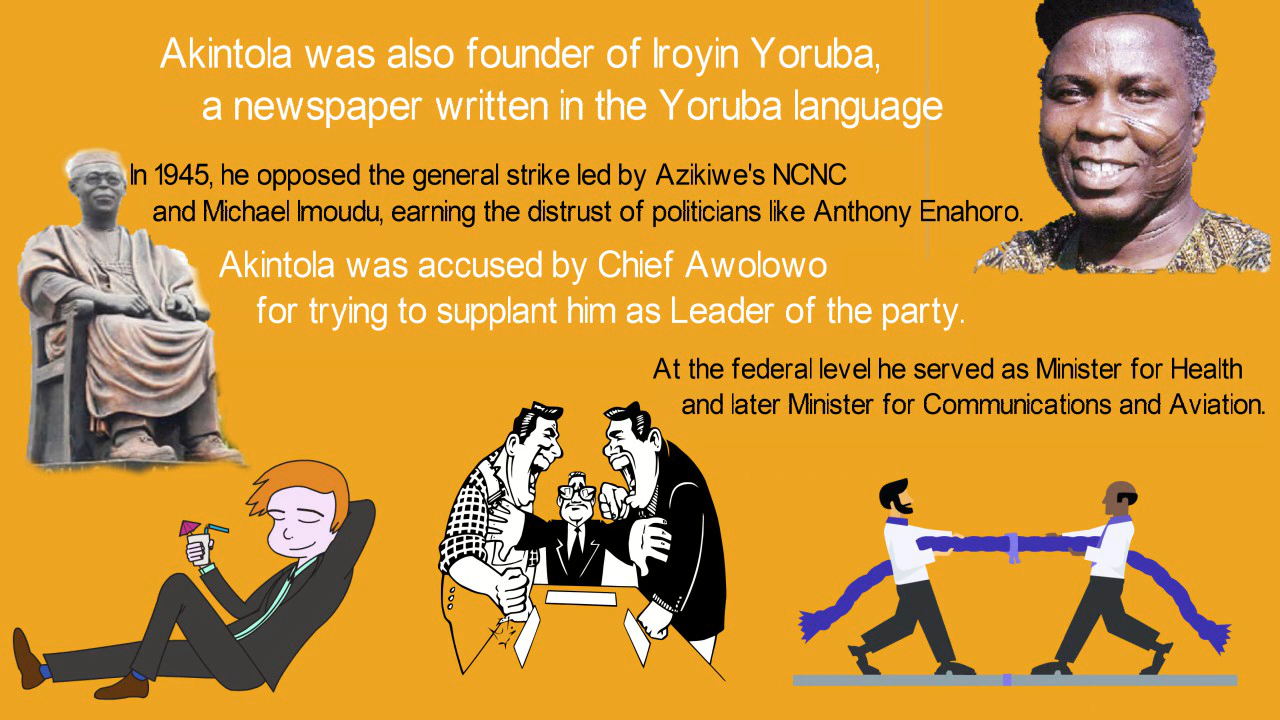 Akintola was also founder of Iroyin Yoruba,
a newspaper written in the Yoruba language
In 1945, he opposed the general strike led by Azikiwe's NCNC
and Michael Imoudu, earning the distrust of politicians like Anthony Enahoro.
Akintola was accused by Chief Awolowo
for trying to supplant him as Leader of the party.
At the federal level he served as Minister for Health
and later Minister for Communications and Aviation.